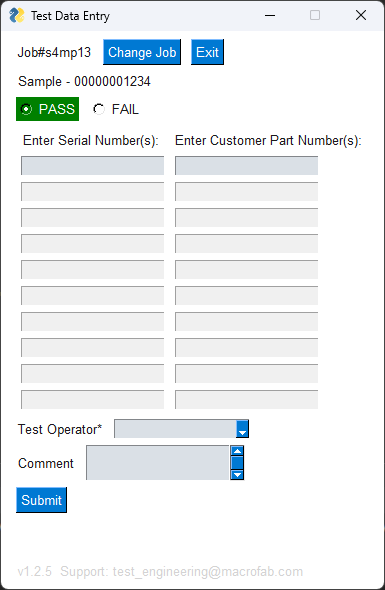 Test Data Entry
Job#s4mp13 Change Job Exit
Sample - 00000001234
PASS FAIL
Enter Serial Number(s): Enter Customer Part Number(s):
Test Operator*
Comment
Submit
v1.2.5 Support: test_engineering@macrofab.com